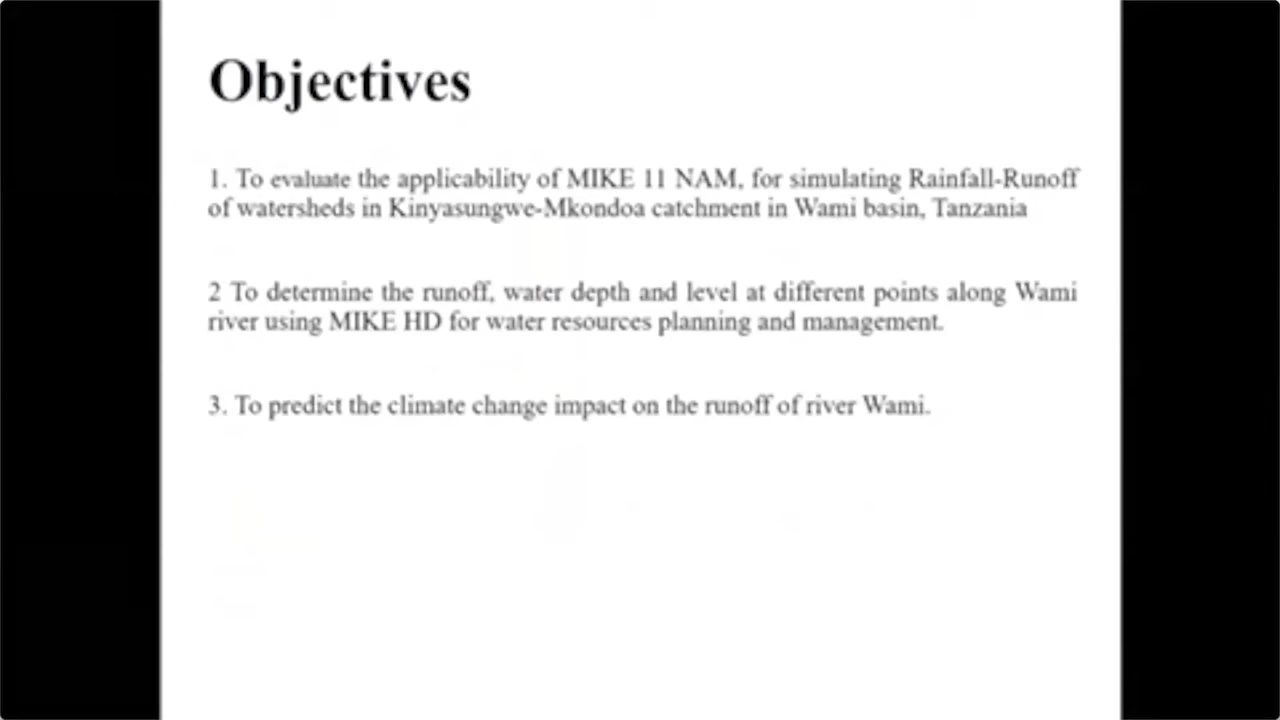 Objectives
1. To evaluate the applicability of MIKE 11 NAM, for simulating Rainfall-Runoff
of watersheds in Kinyasungwe-Mkondoa catchment in Wami basin, Tanzania
2 To determine the runoff, water depth and level at different points along Wami
river using MIKE HD for water resources planning and management.
3. To predict the climate change impact on the runoff of river Wami.